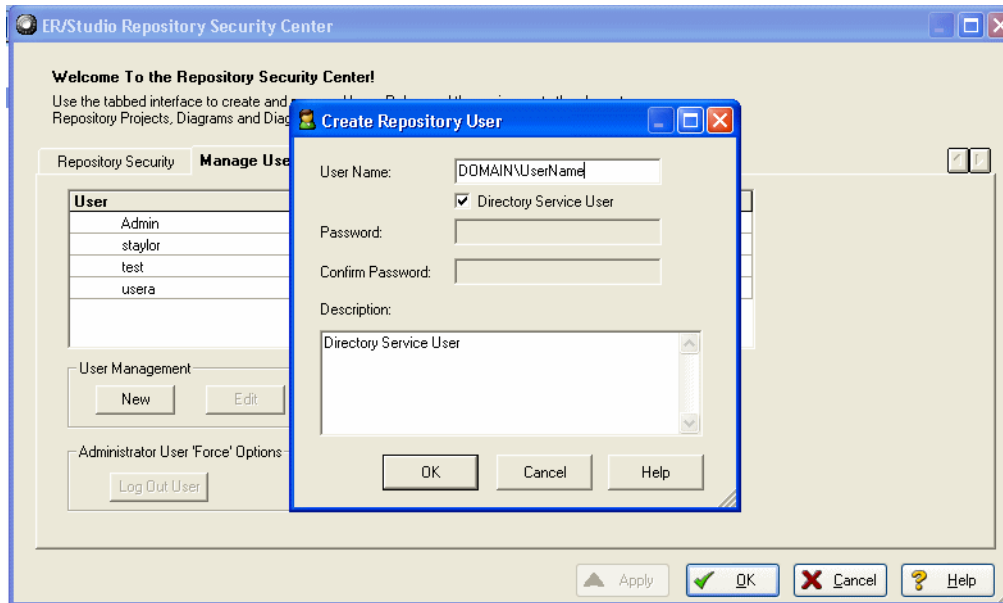 ER/Studio Repository Security Center
Welcome To the Repository Security Center!
Use the tabbed interface to create and
Repository Projects, Diagrams and Diag
Repository Security
Manage Use
User
Admin
staylor
test
usera
User Management
New
Edit
Administrator User 'Force' Options
Log Out User
Create Repository User
User Name:
DOMAIN\UserName
Directory Service User
Password:
Confirm Password:
Description:
Directory Service User
OK
Cancel
Help
Apply
OK
Cancel
Help